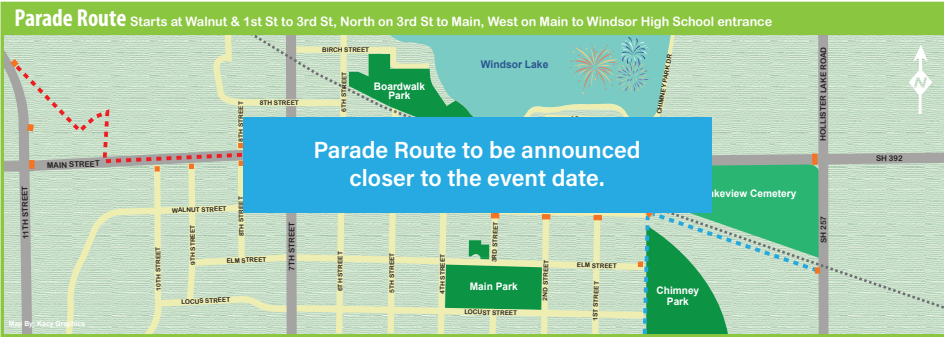 Parade Route Starts at Walnut & 1st St to 3rd St, North on 3rd St to Main, West on Main to Windsor High School entrance
BIRCH STREET
Windsor Lake
Boardwalk
Park
6TH STREET
CHIMNEY PARK DR
HOLLISTER LAKE ROAD
N
8TH STREET
8TH STREET
Parade Route to be announced
closer to the event date.
MAIN STREET
SH 392
11TH STREET
WALNUT STREET
8TH STREET
7TH STREET
keview Cemetery
SH 257
10TH STREET
9TH STREET
ELM STREET
6TH STREET
5TH STREET
4TH STREET
3RD STREET
2ND STREET
1ST STREET
ELM STREET
Main Park
Chimney
Park
LOCUS STREET
LOCUST STREET
Map By: Kacy Graphics